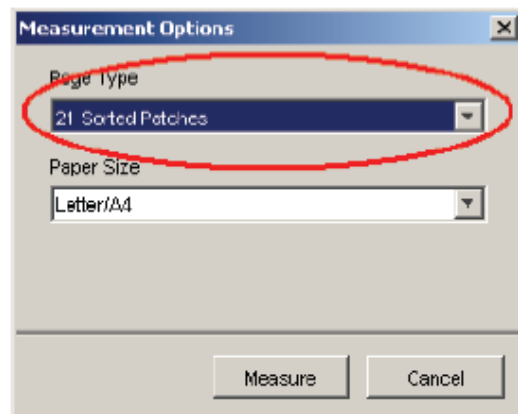 Measurement Options
Page Type
21 Sorted Patches
Paper Size
Letter/A4
Measure
Cancel